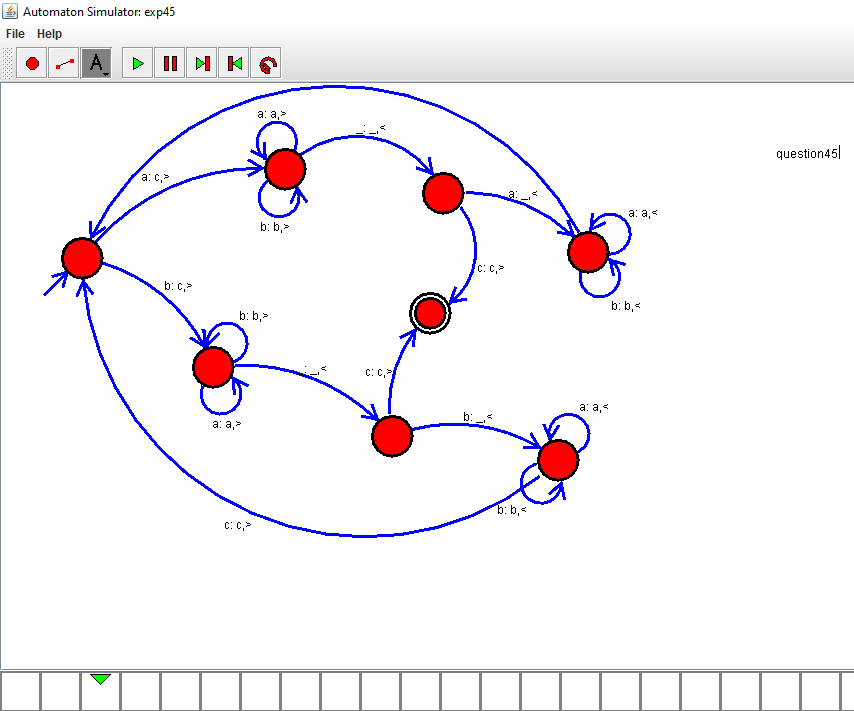 Automaton Simulator: exp45
File Help
A
a: a,>
_: _,<
question45
a: c,>
a: _,<
a: a,<
b: b,>
c: c,>
b: c,>
b: b,<
b: b,>
_: _,<
c: c,>
a: a,<
b: _,<
a: a,>
b: b,<
c: c,>